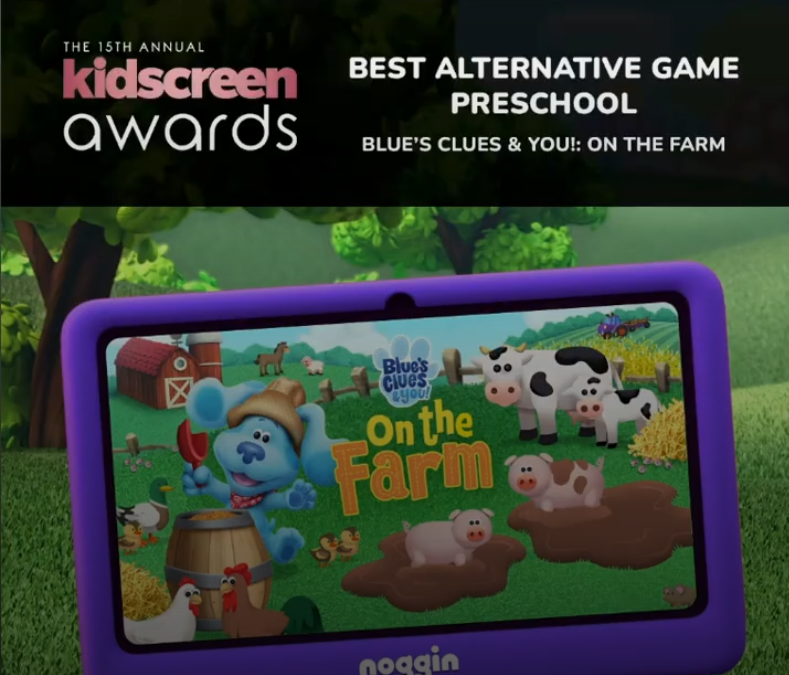 THE 15TH ANNUAL
kidscreen
awards
BEST ALTERNATIVE GAME
PRESCHOOL
BLUE'S CLUES & YOU!: ON THE FARM
Blue's
Clues
& you!
On the
Farm
noggin